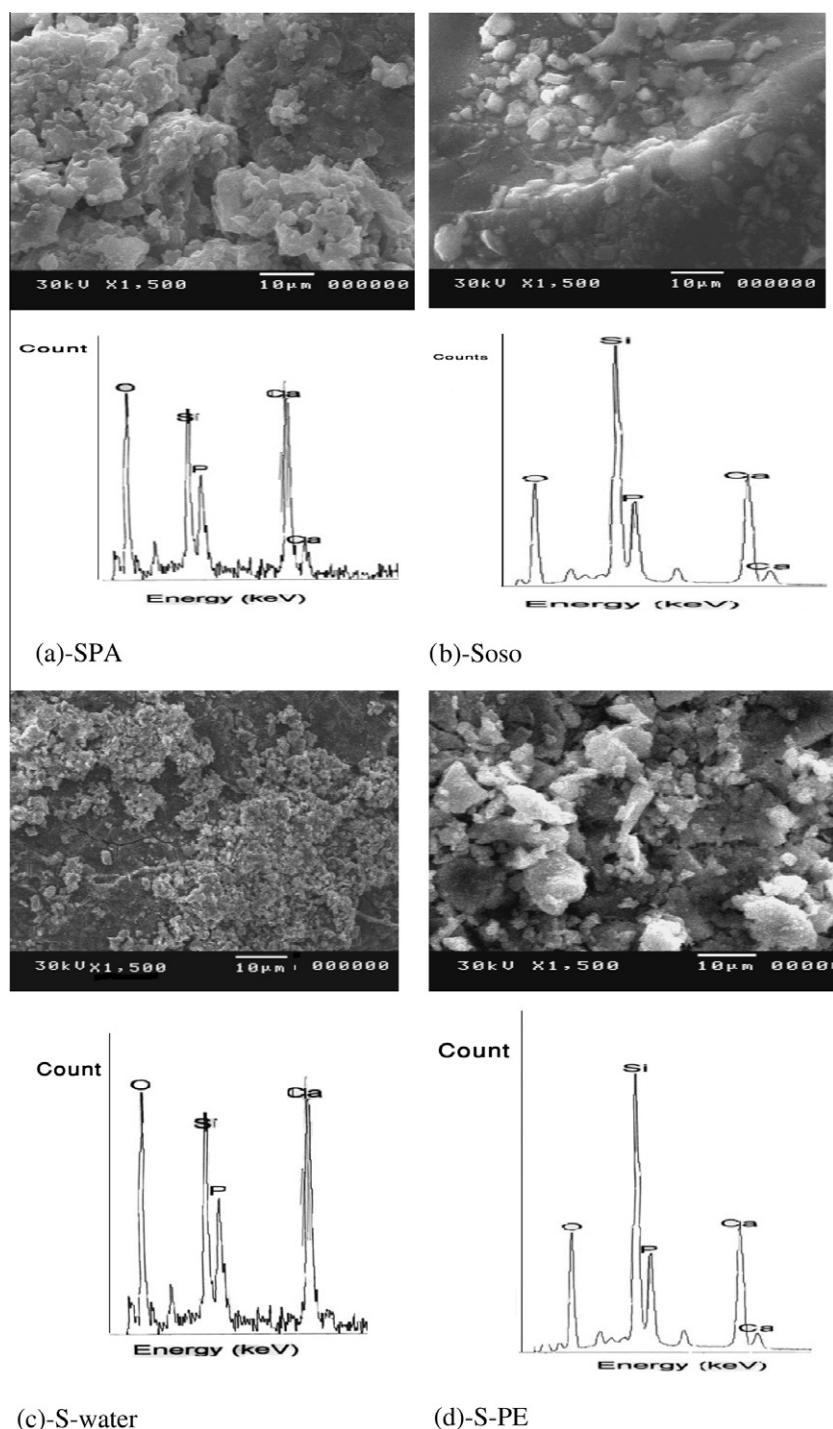 30kV X1,500 10µm 000000
30kV X1,500 10µm 000000
Count
O
Si
P
Ca
Ca
Energy (keV)
Counts
O
Si
P
Ca
Ca
Energy (keV)
(a)-SPA
(b)-Soso
30kV X1,500 10µm 000000
30kV X1,500 10µm 00000
Count
O
Si
P
Ca
Energy (keV)
Count
O
Si
P
Ca
Ca
Energy (keV)
(c)-S-water
(d)-S-PE